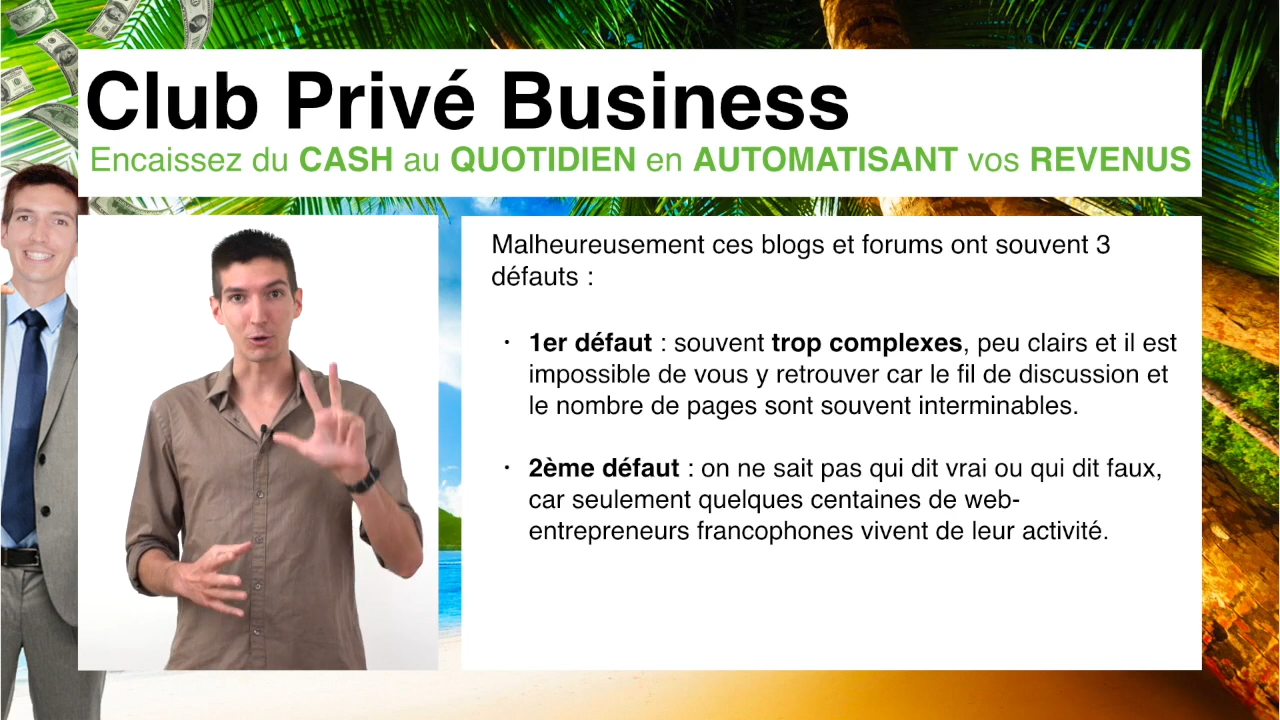 Club Privé Business
Encaissez du CASH au QUOTIDIEN en AUTOMATISANT vos REVENUS
Malheureusement ces blogs et forums ont souvent 3
défauts :
· 1er défaut : souvent trop complexes, peu clairs et il est
impossible de vous y retrouver car le fil de discussion et
le nombre de pages sont souvent interminables.
· 2ème défaut : on ne sait pas qui dit vrai ou qui dit faux,
car seulement quelques centaines de web-
entrepreneurs francophones vivent de leur activité.